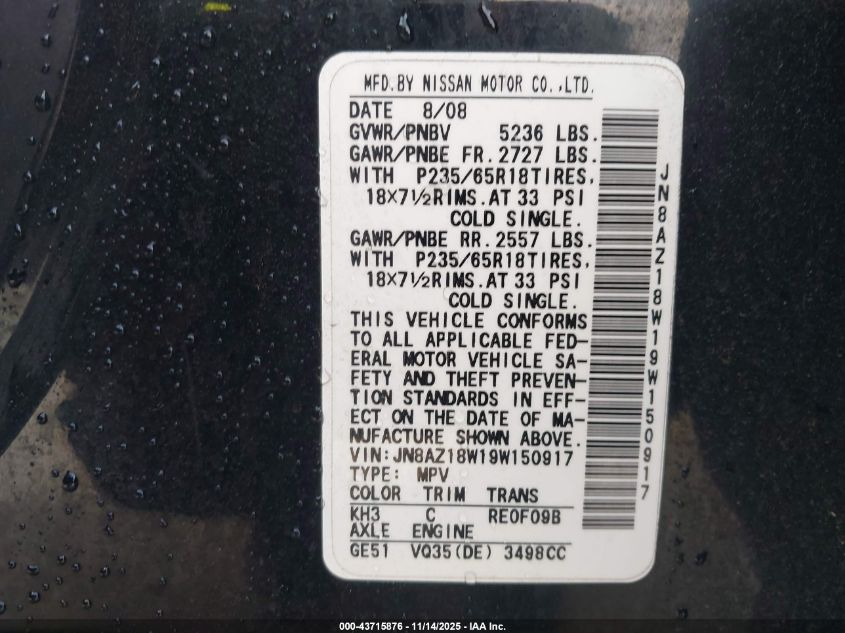 MFD.BY NISSAN MOTOR CO.,LTD.
DATE 8/08
GVWR/PNBV 5236 LBS.
GAWR/PNBE FR. 2727 LBS.
WITH P235/65R18TIRES,
18X7½RIMS.AT 33 PSI
COLD SINGLE.
GAWR/PNBE RR. 2557 LBS.
WITH P235/65R18TIRES,
18X7½RIMS.AT 33 PSI
COLD SINGLE.
THIS VEHICLE CONFORMS
TO ALL APPLICABLE FED-
ERAL MOTOR VEHICLE SA-
FETY AND THEFT PREVEN-
TION STANDARDS IN EFF-
ECT ON THE DATE OF MA-
NUFACTURE SHOWN ABOVE.
VIN:JN8AZ18W19W150917
TYPE: MPV
COLOR TRIM TRANS
KH3 C RE0F09B
AXLE ENGINE
GE51 VQ35(DE) 3498CC
JN8AZ18W19W150917
000-43715876 - 11/14/2025 - IAA Inc.